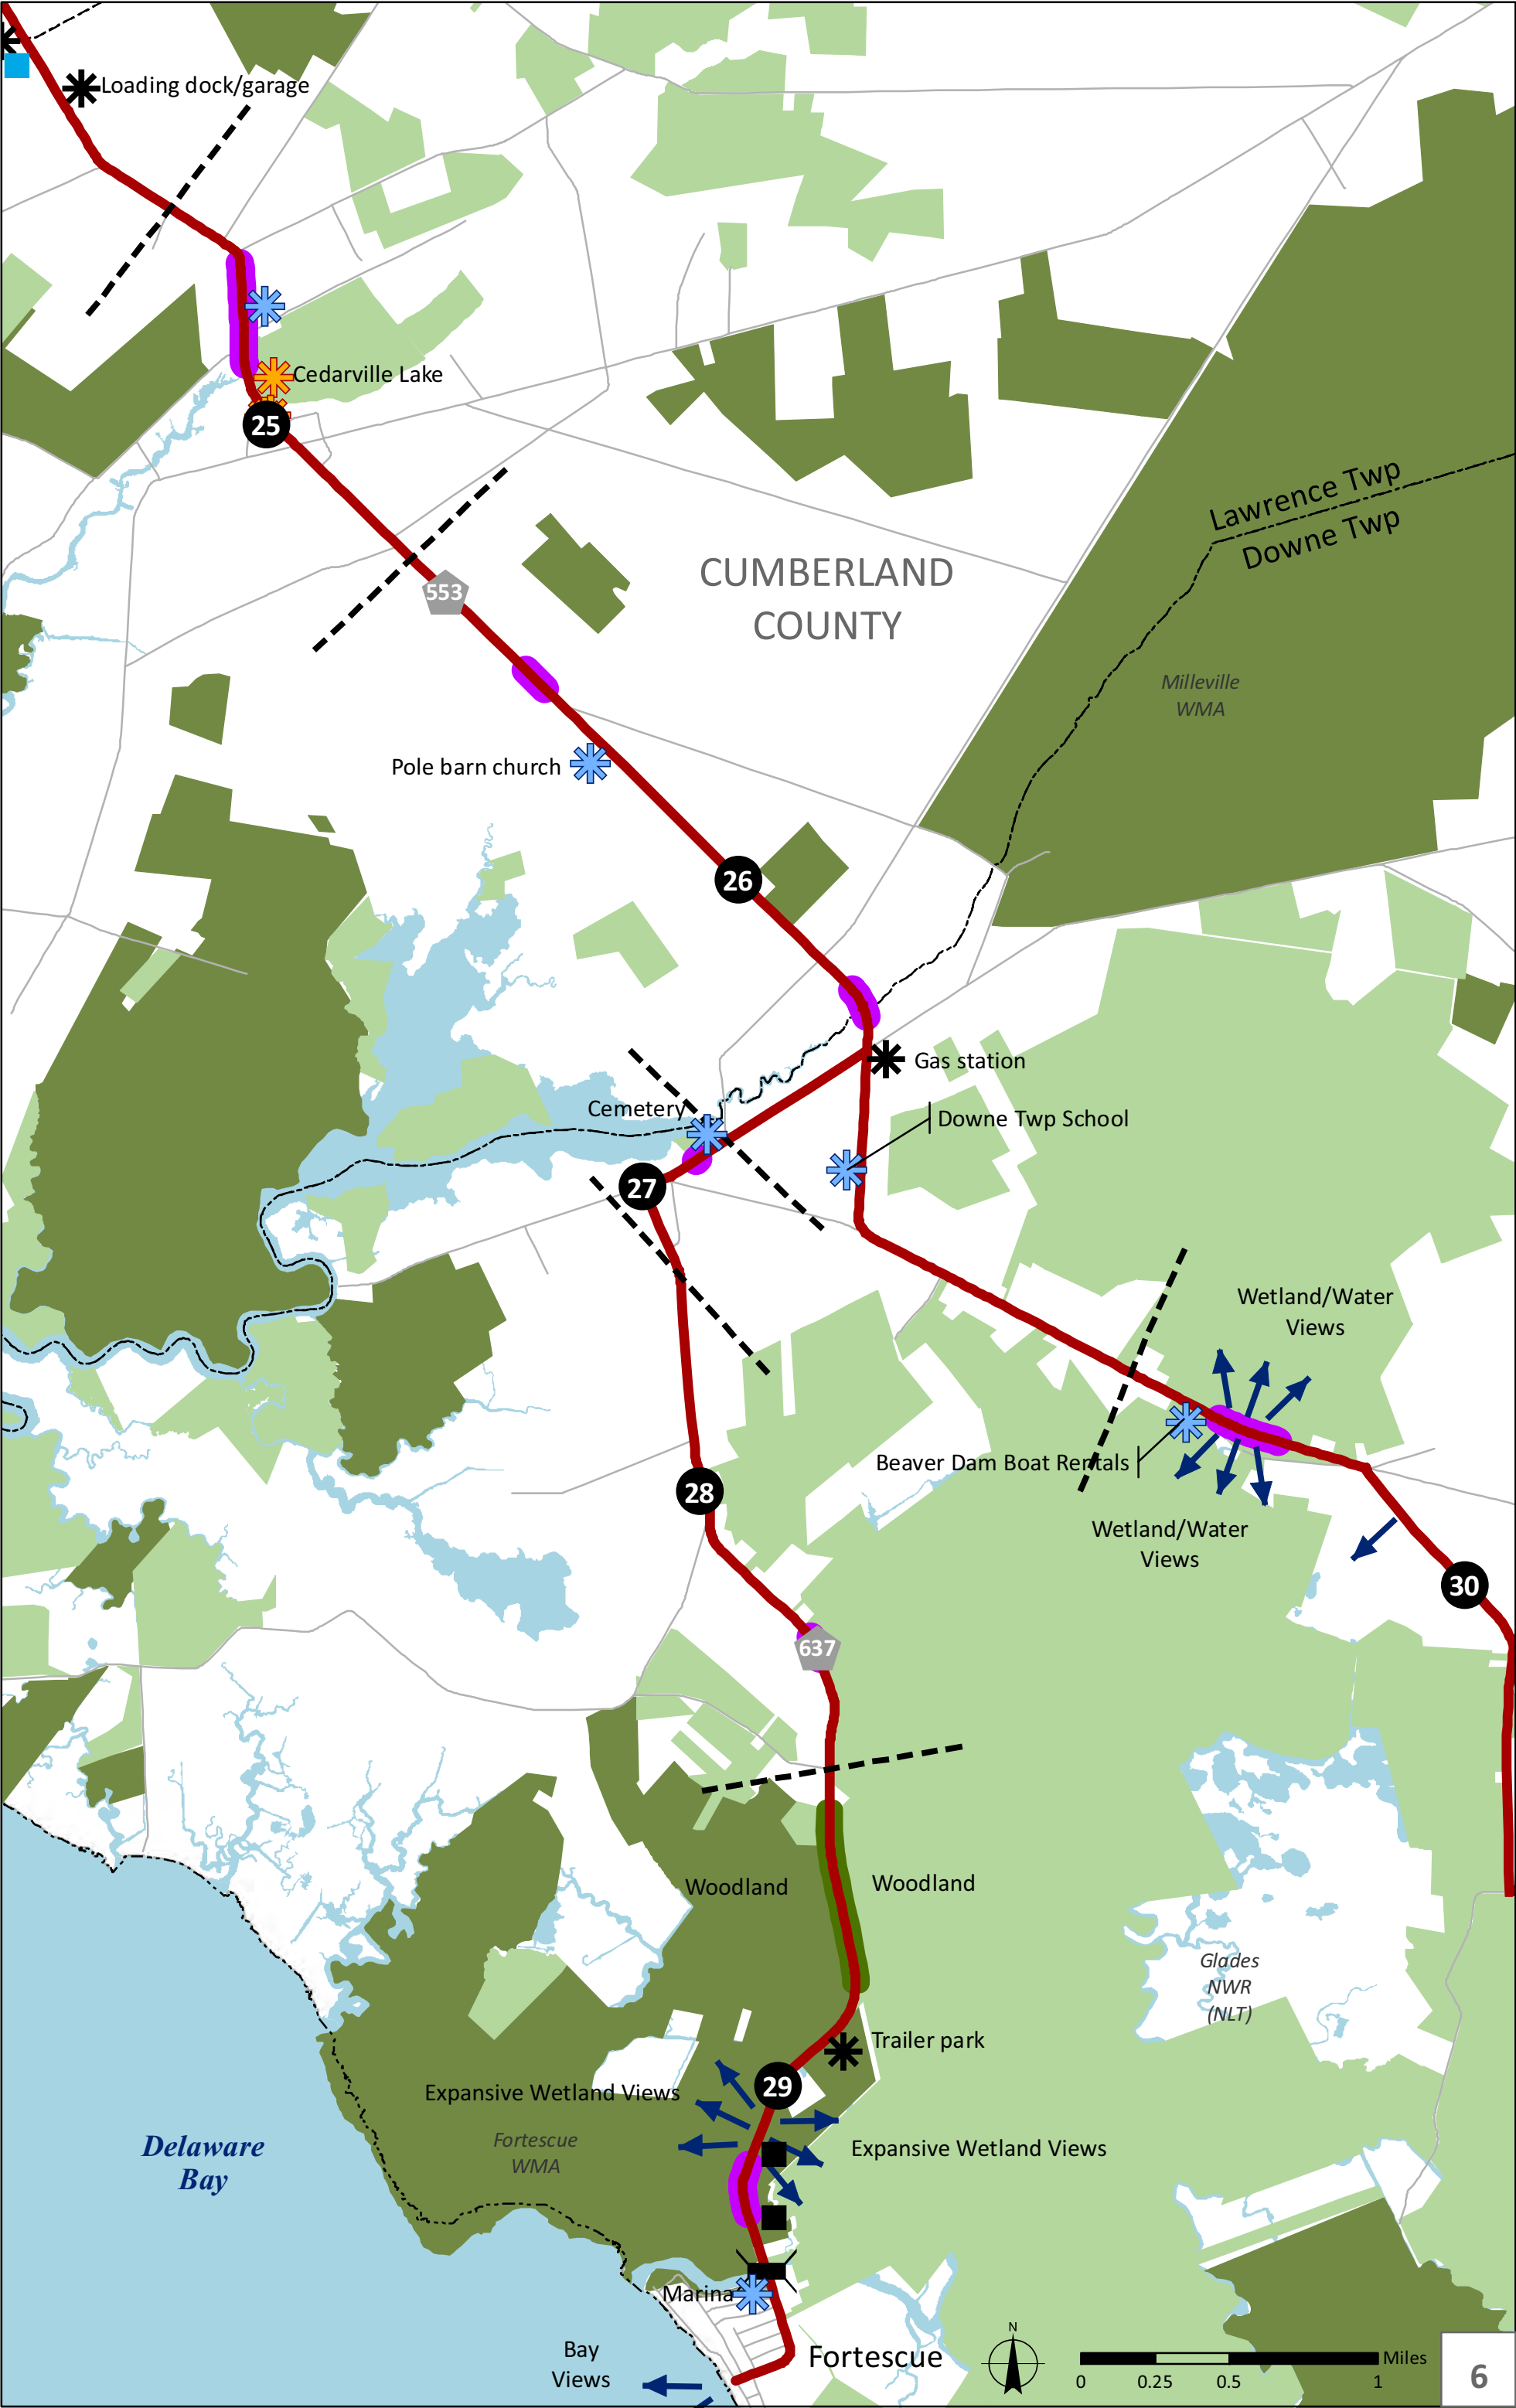 Loading dock/garage
Cedarville Lake
25
Lawrence Twp
Downe Twp
553
CUMBERLAND
COUNTY
Milleville
WMA
Pole barn church
26
Gas station
Cemetery
Downe Twp School
27
Wetland/Water
Views
Beaver Dam Boat Rentals
28
Wetland/Water
Views
30
637
Woodland
Woodland
Glades
NWR
(NLT)
Trailer park
29
Expansive Wetland Views
Fortescue
WMA
Delaware
Bay
Expansive Wetland Views
Marina
Bay
Views
Fortescue
N
Miles
0 0.25 0.5 1
6